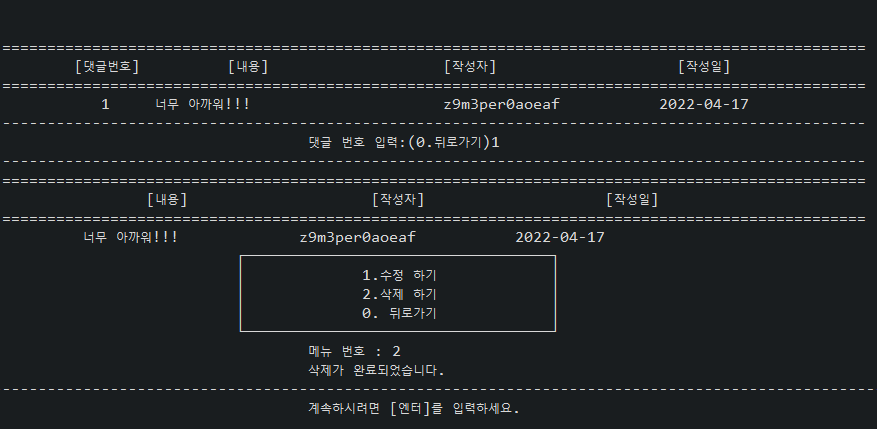 [댓글번호] [내용] [작성자] [작성일]
1 너무 아까워!!! z9m3per0aoeaf 2022-04-17
댓글 번호 입력:(0.뒤로가기)1
[내용] [작성자] [작성일]
너무 아까워!!! z9m3per0aoeaf 2022-04-17
1.수정 하기
2.삭제 하기
0. 뒤로가기
메뉴 번호 : 2
삭제가 완료되었습니다.
계속하시려면 [엔터]를 입력하세요.